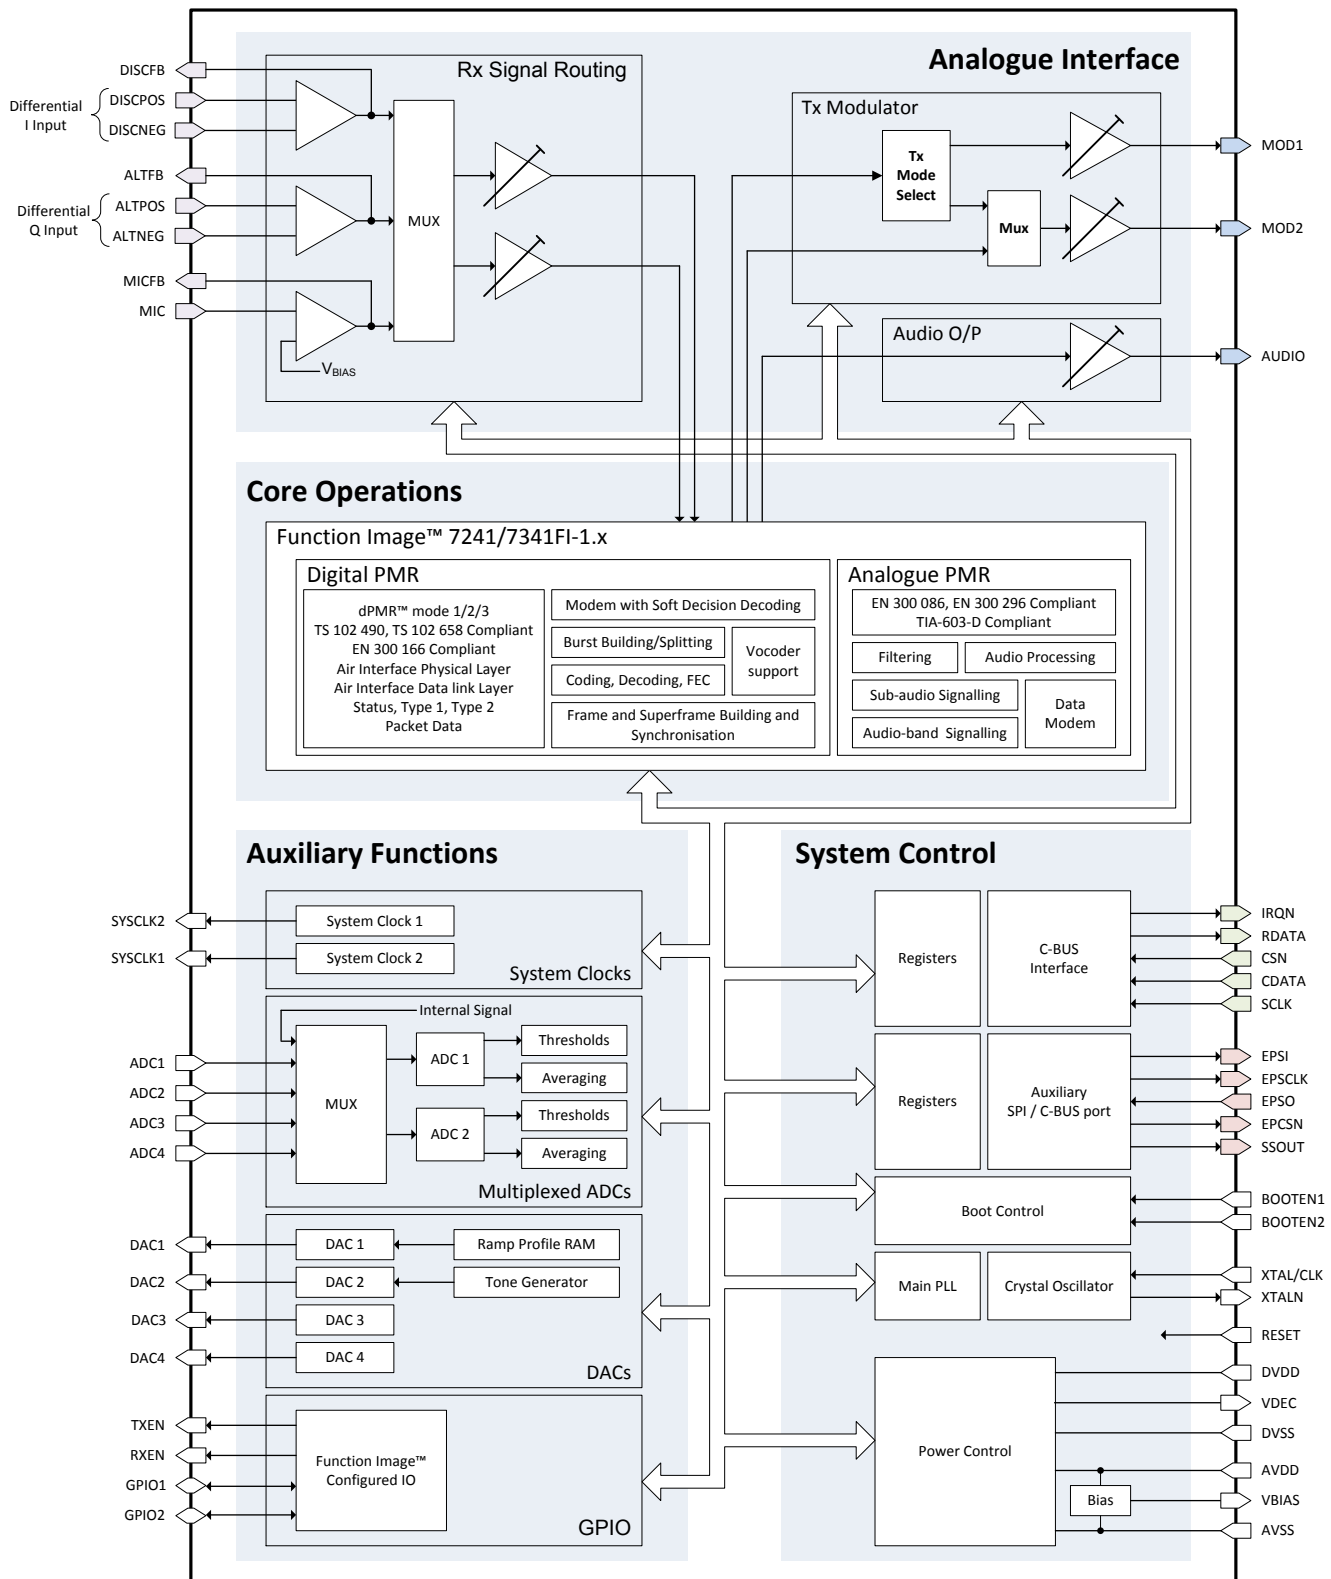 Analogue Interface
Rx Signal Routing
DISCFB
DISCPOS
DISCNEG
Differential
I Input
ALTFB
ALTPOS
ALTNEG
Differential
Q Input
MICFB
MIC
VBIAS
MUX
Tx Modulator
Tx
Mode
Select
Mux
MOD1
MOD2
Audio O/P
AUDIO
Core Operations
Function Image™ 7241/7341FI-1.x
Digital PMR
dPMR™ mode 1/2/3
TS 102 490, TS 102 658 Compliant
EN 300 166 Compliant
Air Interface Physical Layer
Air Interface Data link Layer
Status, Type 1, Type 2
Packet Data
Modem with Soft Decision Decoding
Burst Building/Splitting
Vocoder
support
Coding, Decoding, FEC
Frame and Superframe Building and
Synchronisation
Analogue PMR
EN 300 086, EN 300 296 Compliant
TIA-603-D Compliant
Filtering
Audio Processing
Sub-audio Signalling
Data
Modem
Audio-band Signalling
Auxiliary Functions
SYSCLK2
SYSCLK1
System Clock 1
System Clock 2
System Clocks
Internal Signal
ADC1
ADC2
ADC3
ADC4
MUX
ADC 1
ADC 2
Thresholds
Averaging
Thresholds
Averaging
Multiplexed ADCs
DAC1
DAC2
DAC3
DAC4
DAC 1
DAC 2
DAC 3
DAC 4
Ramp Profile RAM
Tone Generator
DACs
TXEN
RXEN
GPIO1
GPIO2
Function Image™
Configured IO
GPIO
System Control
Registers
C-BUS
Interface
IRQN
RDATA
CSN
CDATA
SCLK
Registers
Auxiliary
SPI / C-BUS port
EPSI
EPSCLK
EPSO
EPCSN
SSOUT
Boot Control
BOOTEN1
BOOTEN2
Main PLL
Crystal Oscillator
XTAL/CLK
XTALN
RESET
Power Control
Bias
DVDD
VDEC
DVSS
AVDD
VBIAS
AVSS